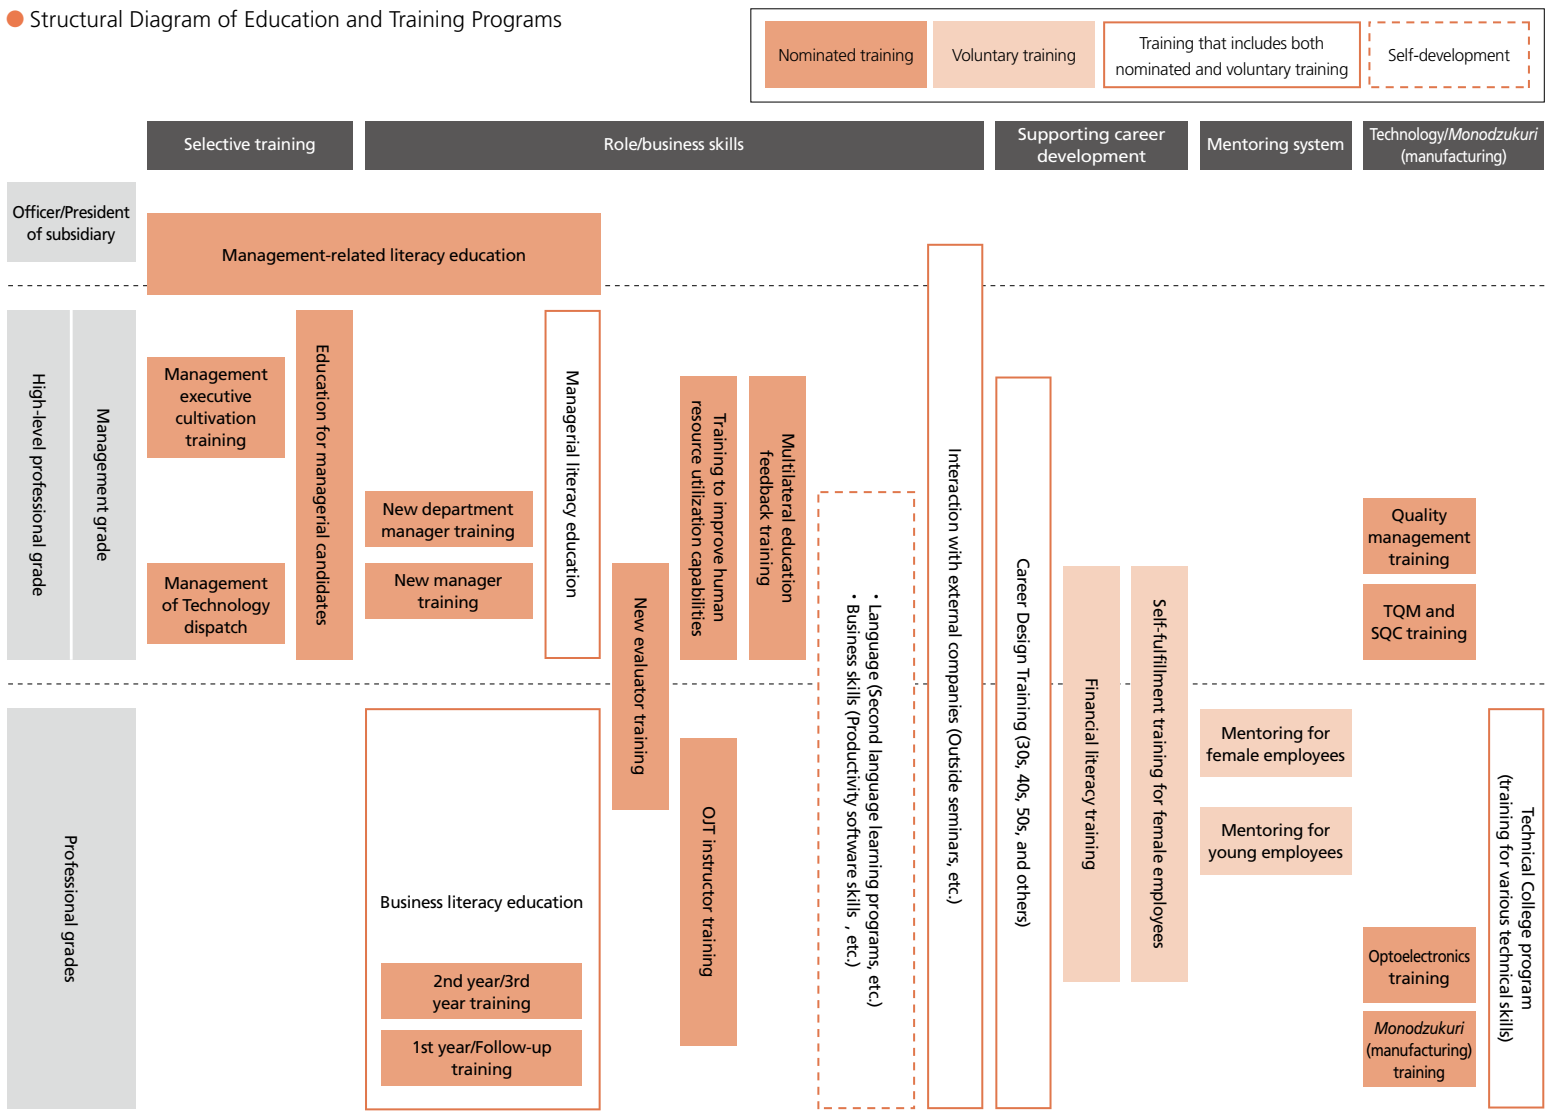 Structural Diagram of Education and Training Programs
Nominated training
Voluntary training
Training that includes both
nominated and voluntary training
Self-development
Selective training
Role/business skills
Supporting career
development
Mentoring system
Technology/Monodzukuri
(manufacturing)
Officer/President
of subsidiary
Management-related literacy education
High-level professional grade
Management grade
Management
executive
cultivation
training
Management
of Technology
dispatch
Education for managerial candidates
New department
manager training
New manager
training
Managerial literacy education
New evaluator training
Training to improve human
resource utilization capabilities
Multilateral education
feedback training
• Language (Second language learning programs, etc.)
• Business skills (Productivity software skills , etc.)
Interaction with external companies (Outside seminars, etc.)
Career Design Training (30s, 40s, 50s, and others)
Financial literacy training
Self-fulfillment training for female employees
Quality
management
training
TQM and
SQC training
Professional grades
Business literacy education
2nd year/3rd
year training
1st year/Follow-up
training
OJT instructor training
Mentoring for
female employees
Mentoring for
young employees
Optoelectronics
training
Monodzukuri
(manufacturing)
training
Technical College program
(training for various technical skills)